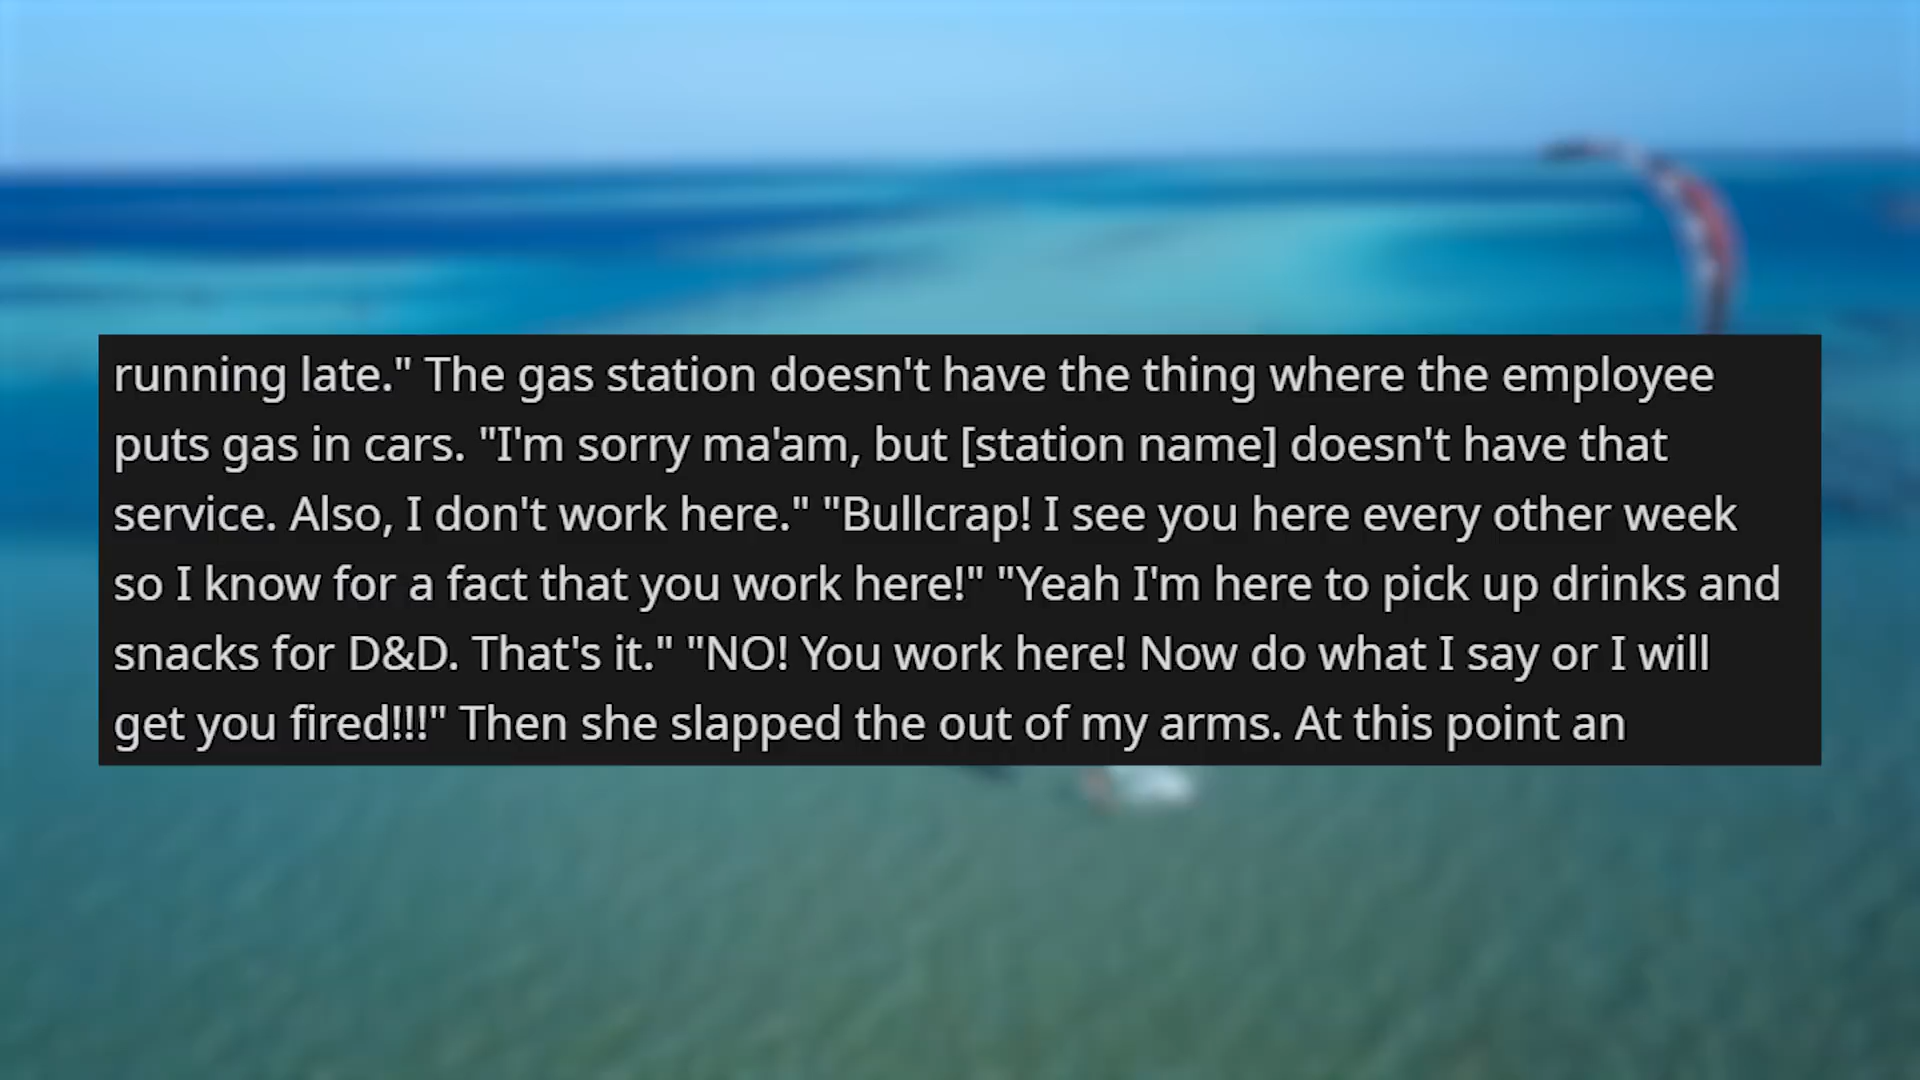 running late." The gas station doesn't have the thing where the employee
puts gas in cars. "I'm sorry ma'am, but [station name] doesn't have that
service. Also, I don't work here." "Bullcrap! I see you here every other week
so I know for a fact that you work here!" "Yeah I'm here to pick up drinks and
snacks for D&D. That's it." "NO! You work here! Now do what I say or I will
get you fired!!!" Then she slapped the out of my arms. At this point an